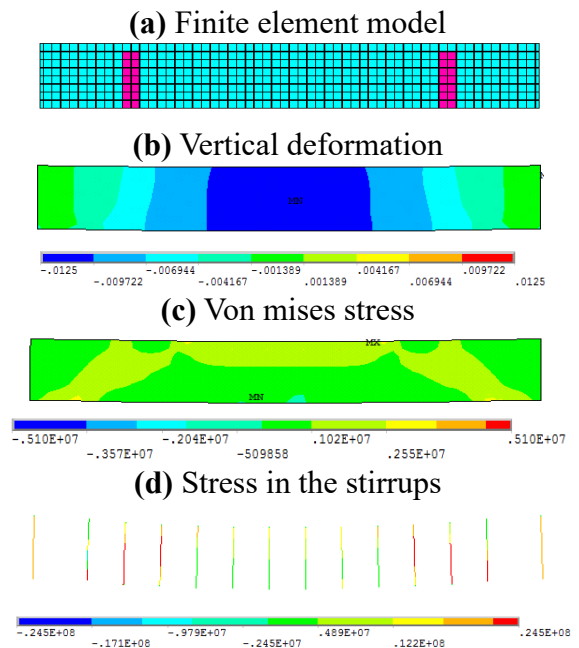 (a) Finite element model
(b) Vertical deformation
MN
-.0125 -.006944 -.001389 .004167 .009722
-.009722 -.004167 .001389 .006944 .0125
(c) Von mises stress
MX
MN
-.510E+07 -.204E+07 .102E+07 .510E+07
-.357E+07 -509858 .255E+07
(d) Stress in the stirrups
-.245E+08 -.979E+07 .489E+07 .245E+08
-.171E+08 -.245E+07 .122E+08